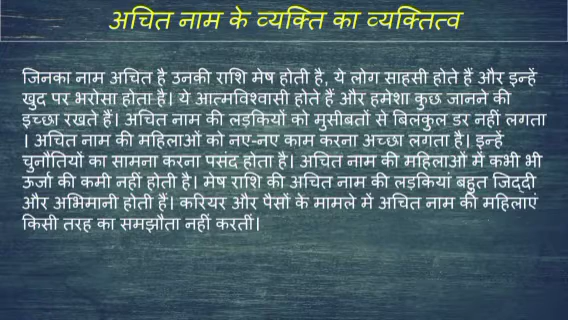 अचित नाम के व्यक्ति का व्यक्तित्व
जिनका नाम अचित है उनकी राशि मेष होती है, ये लोग साहसी होते हैं और इन्हें
खुद पर भरोसा होता है। ये आत्मविश्वासी होते हैं और हमेशा कुछ जानने की
इच्छा रखते हैं। अचित नाम की लड़कियों को मुसीबतों से बिलकुल डर नहीं लगता
। अचित नाम की महिलाओं को नए-नए काम करना अच्छा लगता है। इन्हें
चुनौतियों का सामना करना पसंद होता है। अचित नाम की महिलाओं में कभी भी
ऊर्जा की कमी नहीं होती है। मेष राशि की अचित नाम की लड़कियां बहुत जिद्दी
और अभिमानी होती हैं। करियर और पैसों के मामले में अचित नाम की महिलाएं
किसी तरह का समझौता नहीं करतीं।